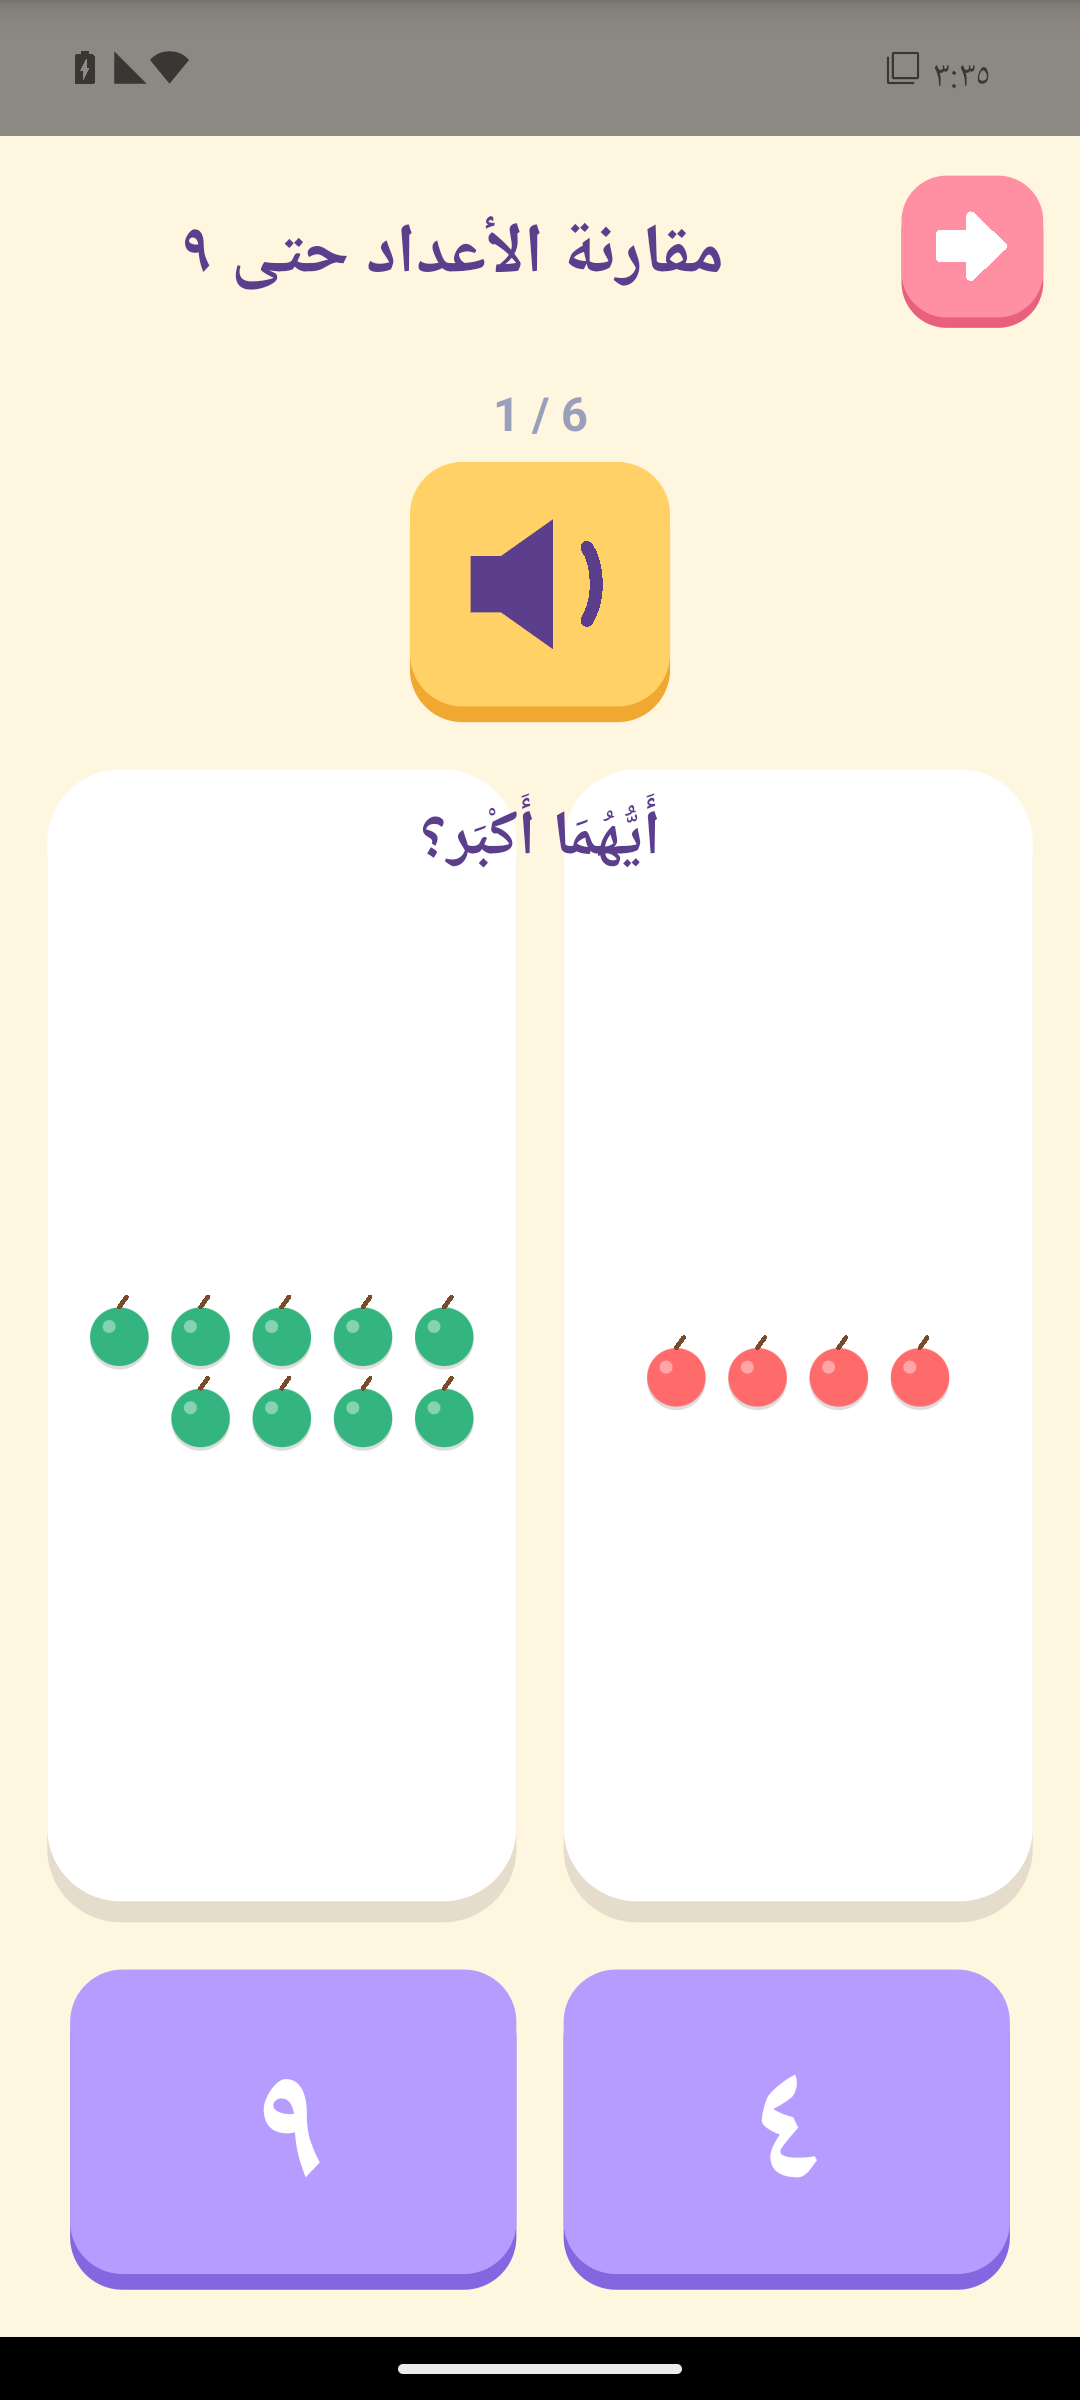 ٣:٣٥
مقارنة الأعداد حتى ٩
1 / 6
أَيُّهُمَا أَكْبَر؟
٤
٩